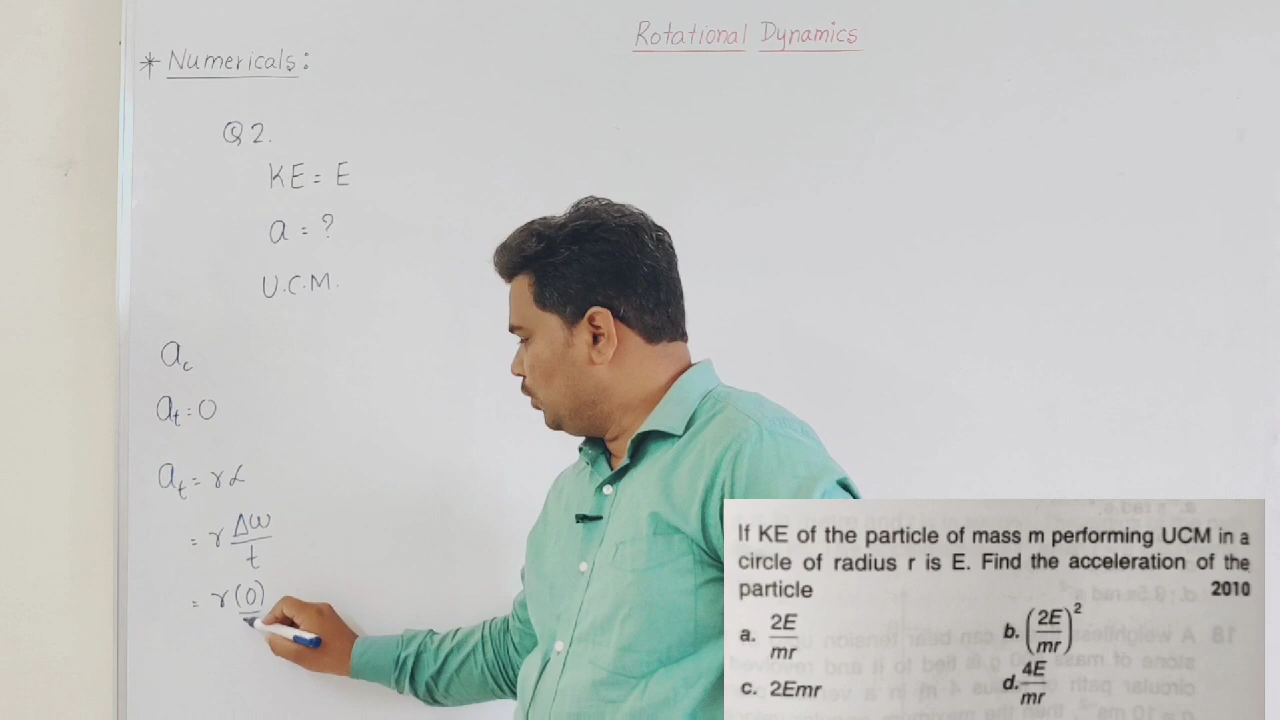 Rotational Dynamics
* Numericals:
Q 2.
KE = E
a = ?
U.C.M.
a_c
a_t = 0
a_t = r α
= r Δω / t
= r (0)
If KE of the particle of mass m performing UCM in a
circle of radius r is E. Find the acceleration of the
particle 2010
a. 2E/mr b. (2E/mr)²
c. 2Emr d. 4E/mr